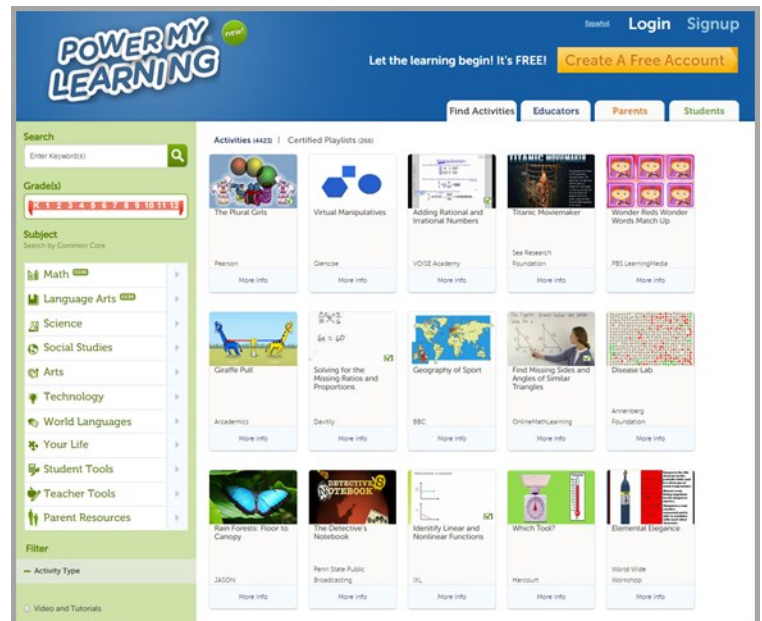 POWER MY
LEARNING
new!
Español
Login
Signup
Let the learning begin! It's FREE!
Create A Free Account
Find Activities
Educators
Parents
Students
Search
Enter Keyword(s)
Grade(s)
K 1 2 3 4 5 6 7 8 9 10 11 12
Subject
Search by Common Core
Math CCSS
Language Arts CCSS
Science
Social Studies
Arts
Technology
World Languages
Your Life
Student Tools
Teacher Tools
Parent Resources
Filter
Activity Type
Video and Tutorials
Activities (4423) | Certified Playlists (266)
The Plural Girls
Pearson
More Info
Virtual Manipulatives
Glencoe
More Info
Adding Rational and
Irrational Numbers
VOISE Academy
More Info
TITANIC MOVIEMAKER
Titanic Moviemaker
Sea Research
Foundation
More Info
Wonder Reds Wonder
Words Match Up
PBS LearningMedia
More Info
Giraffe Pull
Arcademics
More Info
6x = 60
Solving for the
Missing Ratios and
Proportions
Davitily
More Info
Geography of Sport
BBC
More Info
Find Missing Sides and
Angles of Similar
Triangles
OnlineMathLearning
More Info
Disease Lab
Annenberg
Foundation
More Info
Rain Forests: Floor to
Canopy
JASON
More Info
DETECTIVE'S
NOTEBOOK
The Detective's
Notebook
Penn State Public
Broadcasting
More Info
Idenitify Linear and
Nonlinear Functions
IXL
More Info
Which Tool?
Harcourt
More Info
Elemental Elegance
World Wide
Workshop
More Info